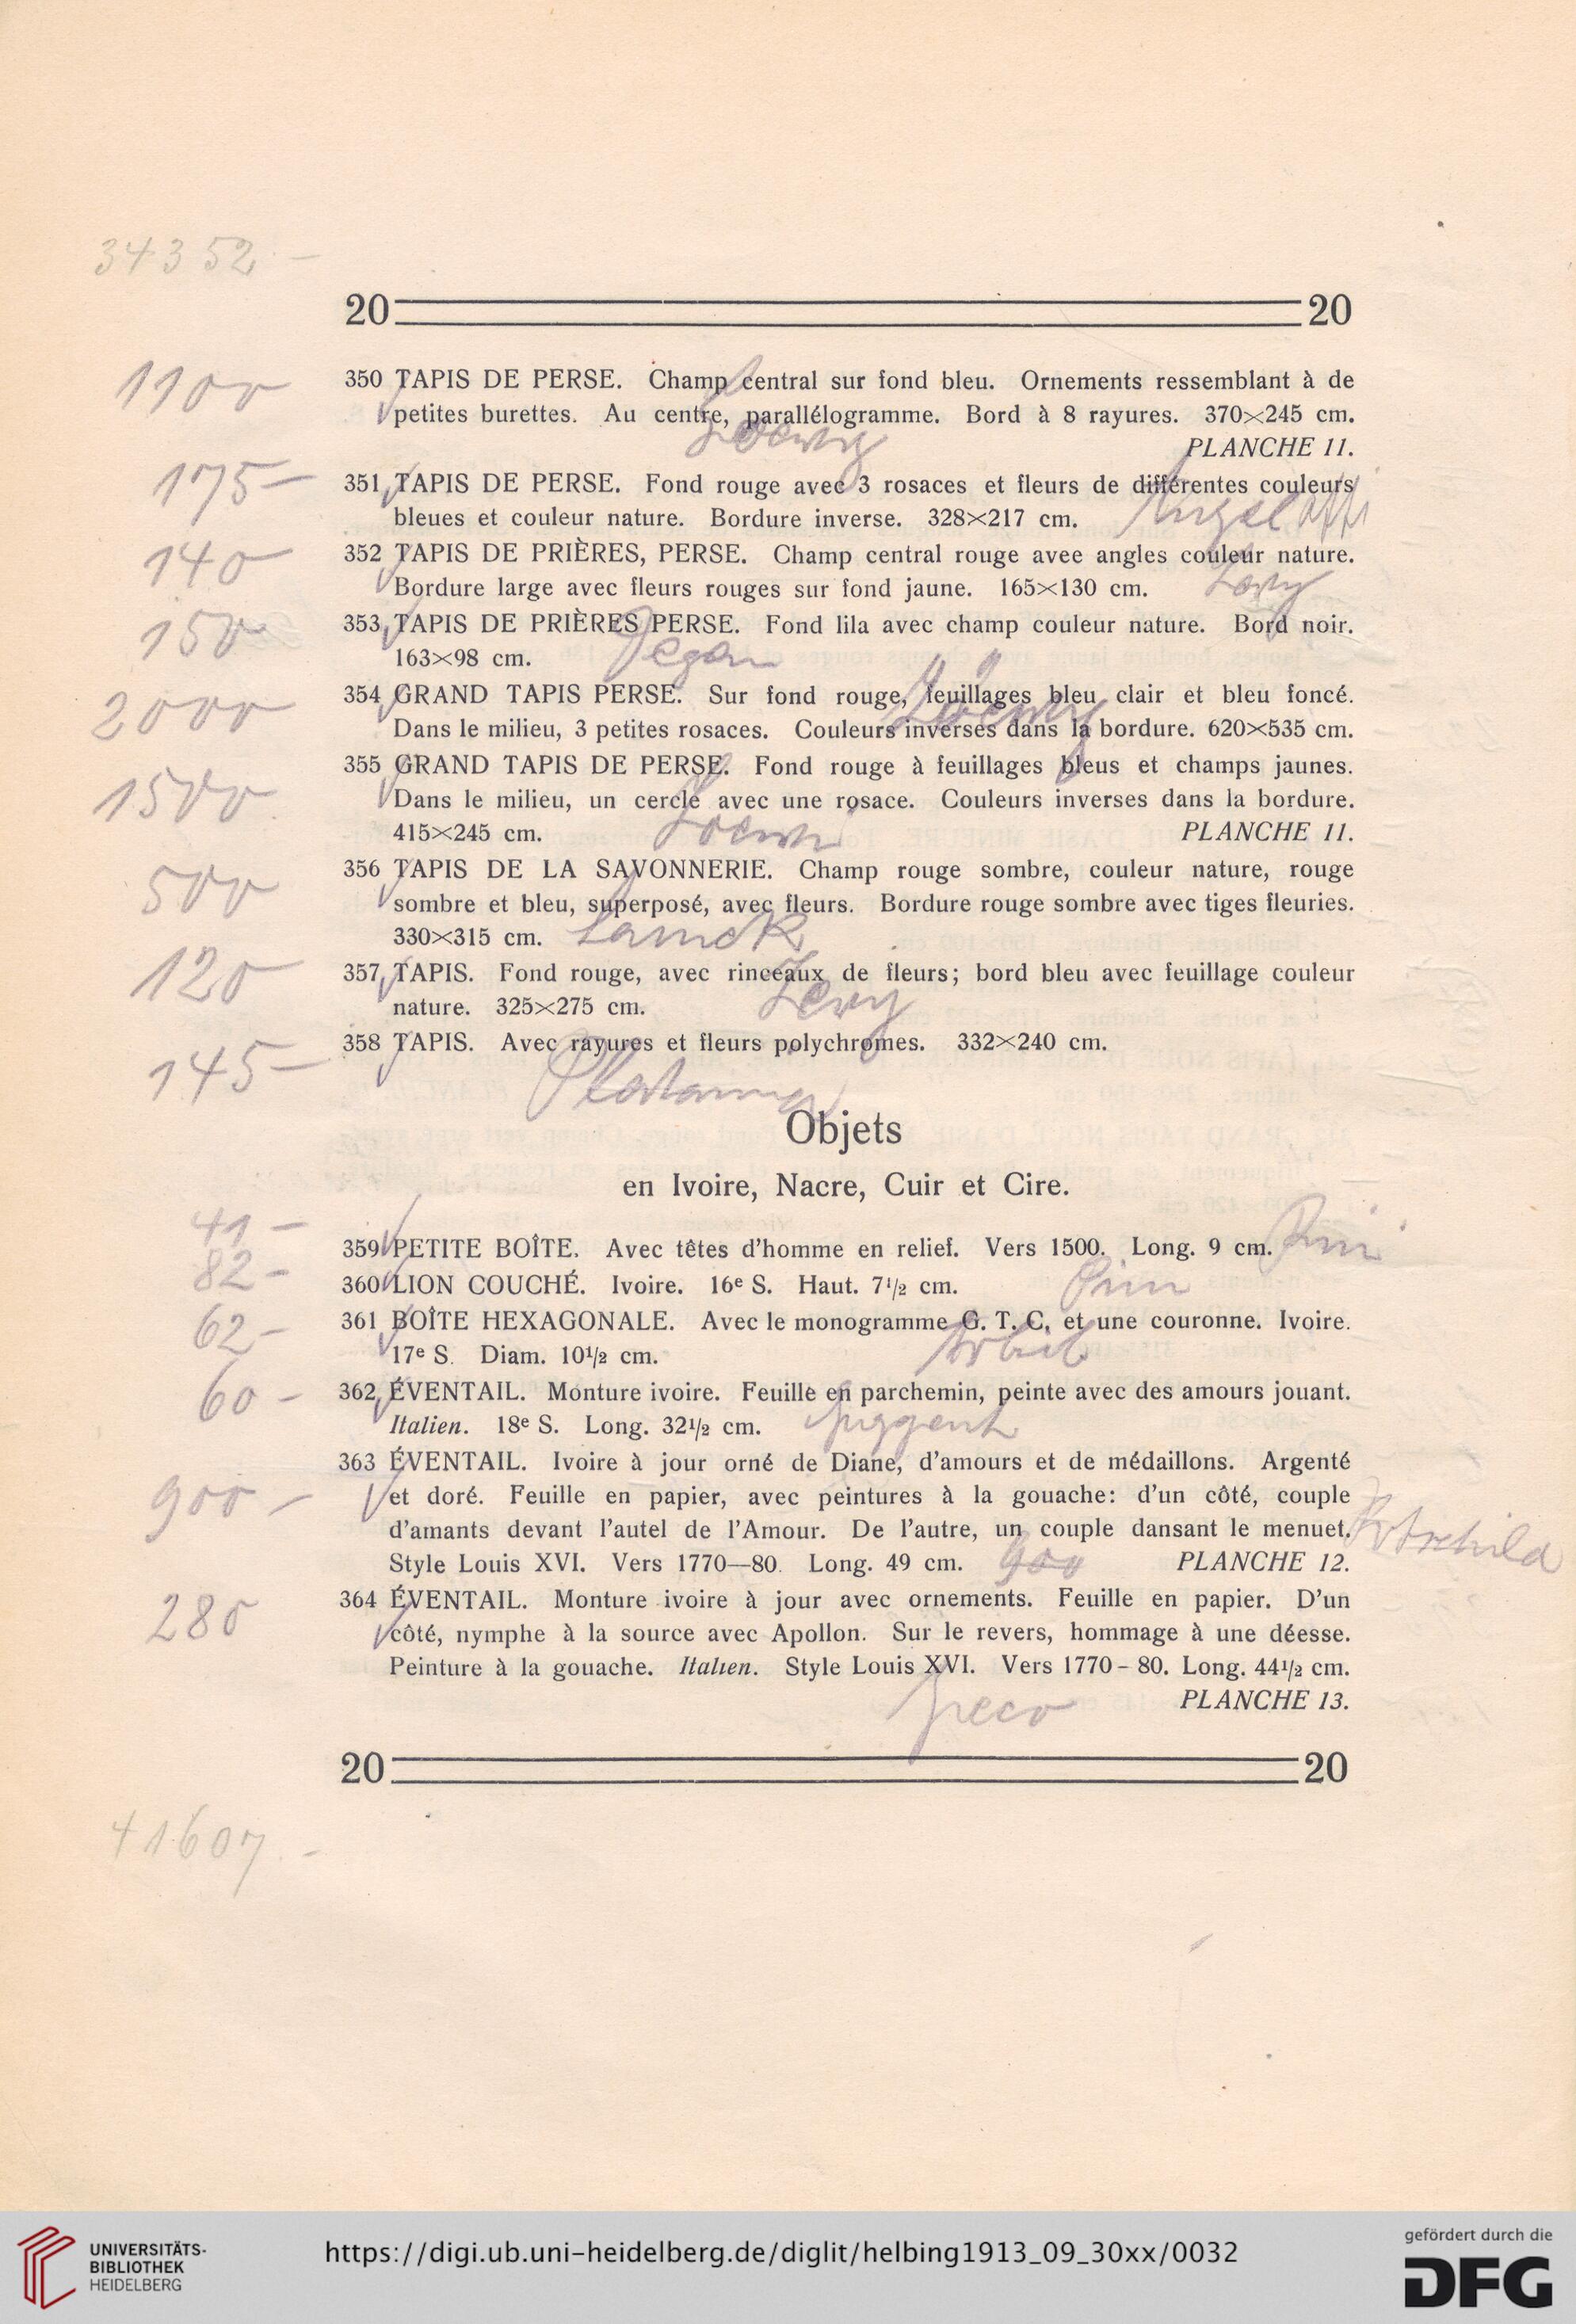 34352.-
20 20
1100
350 TAPIS DE PERSE. Champ central sur fond bleu. Ornements ressemblant à de
petites burettes. Au centre, parallélogramme. Bord à 8 rayures. 370×245 cm.
Loewy
PLANCHE 11.
175-
351 TAPIS DE PERSE. Fond rouge avec 3 rosaces et fleurs de différentes couleurs
bleues et couleur nature. Bordure inverse. 328×217 cm.
140
352 TAPIS DE PRIÈRES, PERSE. Champ central rouge avee angles couleur nature.
Bordure large avec fleurs rouges sur fond jaune. 165×130 cm.
150
353 TAPIS DE PRIÈRES PERSE. Fond lila avec champ couleur nature. Bord noir.
163×98 cm.
2000
354 GRAND TAPIS PERSE. Sur fond rouge, feuillages bleu clair et bleu foncé.
Loewy
Dans le milieu, 3 petites rosaces. Couleurs inverses dans la bordure. 620×535 cm.
1500
355 GRAND TAPIS DE PERSE. Fond rouge à feuillages bleus et champs jaunes.
Dans le milieu, un cercle avec une rosace. Couleurs inverses dans la bordure.
415×245 cm. PLANCHE 11.
500
356 TAPIS DE LA SAVONNERIE. Champ rouge sombre, couleur nature, rouge
sombre et bleu, superposé, avec fleurs. Bordure rouge sombre avec tiges fleuries.
330×315 cm.
120
357 TAPIS. Fond rouge, avec rinceaux de fleurs; bord bleu avec feuillage couleur
nature. 325×275 cm. Levy
145-
358 TAPIS. Avec rayures et fleurs polychromes. 332×240 cm.
Objets
en Ivoire, Nacre, Cuir et Cire.
41-
359 PETITE BOÎTE. Avec têtes d'homme en relief. Vers 1500. Long. 9 cm.
82-
360 LION COUCHÉ. Ivoire. 16e S. Haut. 7½ cm.
62-
361 BOÎTE HEXAGONALE. Avec le monogramme G. T. C. et une couronne. Ivoire.
17e S. Diam. 10½ cm.
60-
362 ÉVENTAIL. Monture ivoire. Feuille en parchemin, peinte avec des amours jouant.
Italien. 18e S. Long. 32½ cm.
363 ÉVENTAIL. Ivoire à jour orné de Diane, d'amours et de médaillons. Argenté
900-
et doré. Feuille en papier, avec peintures à la gouache: d'un côté, couple
d'amants devant l'autel de l'Amour. De l'autre, un couple dansant le menuet.
Rotschild
Style Louis XVI. Vers 1770—80. Long. 49 cm. 900 PLANCHE 12.
280
364 ÉVENTAIL. Monture ivoire à jour avec ornements. Feuille en papier. D'un
côté, nymphe à la source avec Apollon. Sur le revers, hommage à une déesse.
Peinture à la gouache. Italien. Style Louis XVI. Vers 1770-80. Long. 44½ cm.
PLANCHE 13.
20 20
41607.-
UNIVERSITÄTS-
BIBLIOTHEK
HEIDELBERG
https://digi.ub.uni-heidelberg.de/diglit/helbing1913_09_30xx/0032
gefördert durch die
DFG